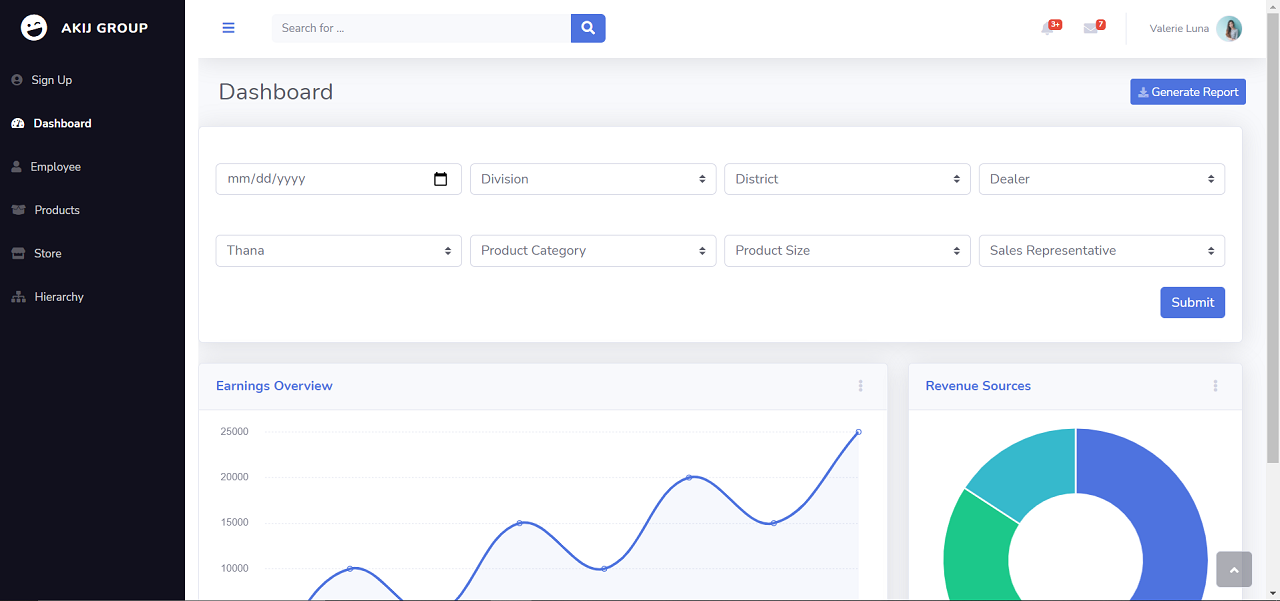 AKIJ GROUP
Search for ...
3+
7
Valerie Luna
Sign Up
Dashboard
Employee
Products
Store
Hierarchy
Dashboard
Generate Report
mm/dd/yyyy
Division
District
Dealer
Thana
Product Category
Product Size
Sales Representative
Submit
Earnings Overview
25000
20000
15000
10000
Revenue Sources